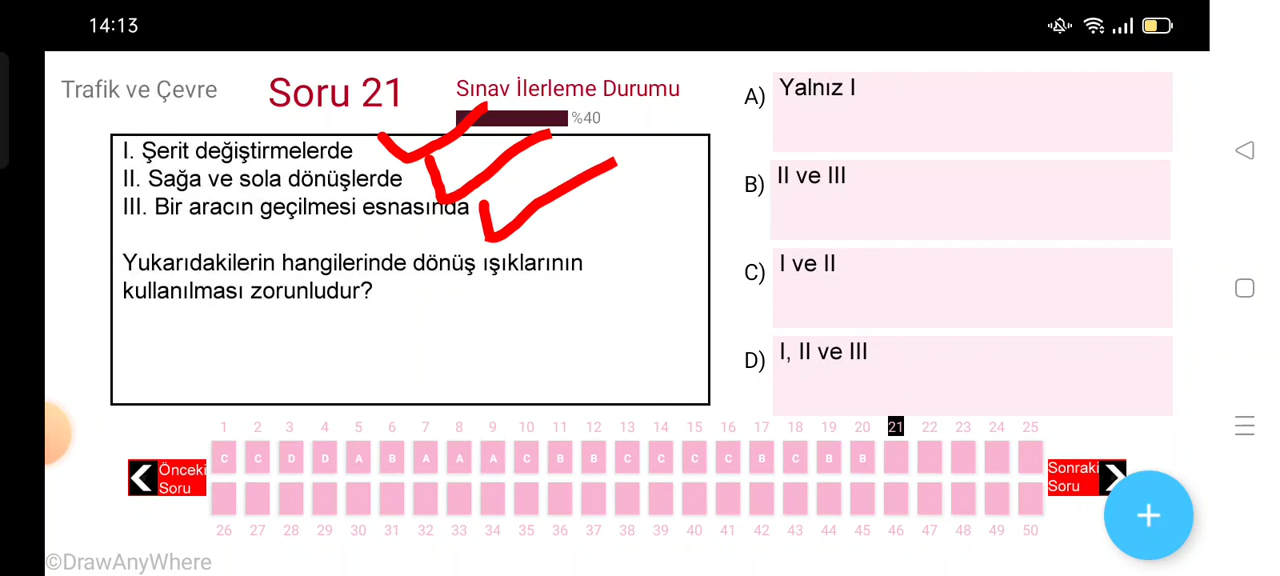 14:13
Trafik ve Çevre
Soru 21
Sınav İlerleme Durumu
%40
I. Şerit değiştirmelerde
II. Sağa ve sola dönüşlerde
III. Bir aracın geçilmesi esnasında
Yukarıdakilerin hangilerinde dönüş ışıklarının
kullanılması zorunludur?
A) Yalnız I
B) II ve III
C) I ve II
D) I, II ve III
1 2 3 4 5 6 7 8 9 10 11 12 13 14 15 16 17 18 19 20 21 22 23 24 25
C C D D A B A A A C B B C C C C B C B B
Önceki
Soru
Sonraki
Soru
+
26 27 28 29 30 31 32 33 34 35 36 37 38 39 40 41 42 43 44 45 46 47 48 49 50
©DrawAnyWhere